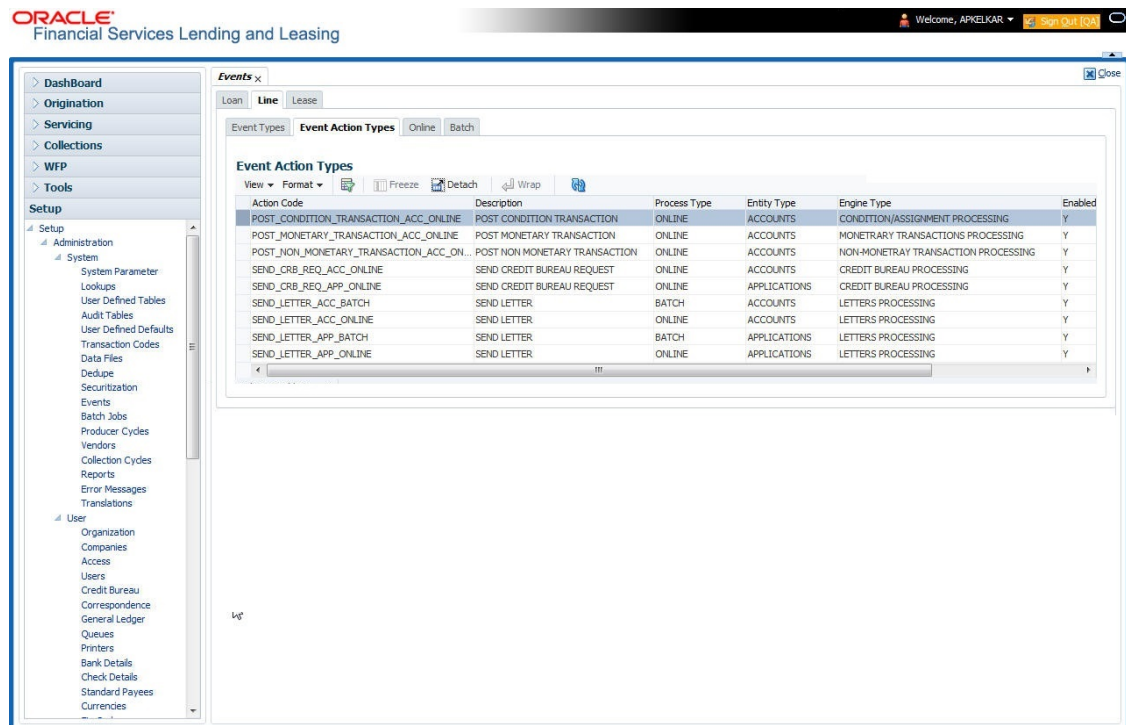 ORACLE
Financial Services Lending and Leasing
Welcome, APKELKAR
Sign Out [QA]
Close
DashBoard
Origination
Servicing
Collections
WFP
Tools
Setup
Setup
Administration
System
System Parameter
Lookups
User Defined Tables
Audit Tables
User Defined Defaults
Transaction Codes
Data Files
Dedupe
Securitization
Events
Batch Jobs
Producer Cycles
Vendors
Collection Cycles
Reports
Error Messages
Translations
User
Organization
Companies
Access
Users
Credit Bureau
Correspondence
General Ledger
Queues
Printers
Bank Details
Check Details
Standard Payees
Currencies
Events
Loan Line Lease
Event Types Event Action Types Online Batch
Event Action Types
View Format Freeze Detach Wrap
Action Code Description Process Type Entity Type Engine Type Enabled
POST_CONDITION_TRANSACTION_ACC_ONLINE POST CONDITION TRANSACTION ONLINE ACCOUNTS CONDITION/ASSIGNMENT PROCESSING Y
POST_MONETARY_TRANSACTION_ACC_ONLINE POST MONETARY TRANSACTION ONLINE ACCOUNTS MONETRARY TRANSACTIONS PROCESSING Y
POST_NON_MONETARY_TRANSACTION_ACC_ON... POST NON MONETARY TRANSACTION ONLINE ACCOUNTS NON-MONETRAY TRANSACTION PROCESSING Y
SEND_CRB_REQ_ACC_ONLINE SEND CREDIT BUREAU REQUEST ONLINE ACCOUNTS CREDIT BUREAU PROCESSING Y
SEND_CRB_REQ_APP_ONLINE SEND CREDIT BUREAU REQUEST ONLINE APPLICATIONS CREDIT BUREAU PROCESSING Y
SEND_LETTER_ACC_BATCH SEND LETTER BATCH ACCOUNTS LETTERS PROCESSING Y
SEND_LETTER_ACC_ONLINE SEND LETTER ONLINE ACCOUNTS LETTERS PROCESSING Y
SEND_LETTER_APP_BATCH SEND LETTER BATCH APPLICATIONS LETTERS PROCESSING Y
SEND_LETTER_APP_ONLINE SEND LETTER ONLINE APPLICATIONS LETTERS PROCESSING Y